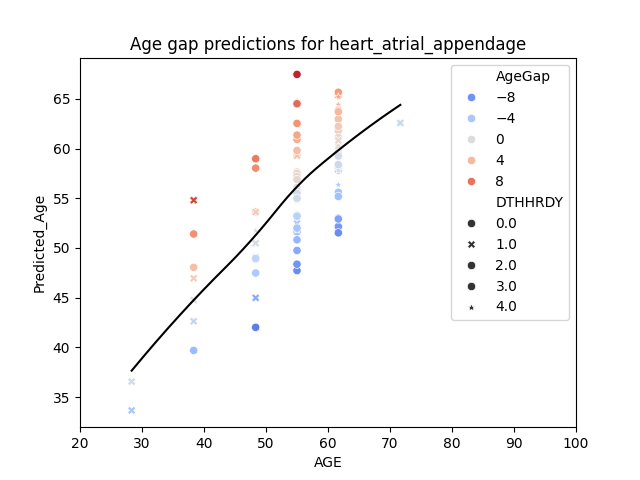 Age gap predictions for heart_atrial_appendage
Predicted_Age
65
60
55
50
45
40
35
20 30 40 50 60 70 80 90 100
AGE
AgeGap
−8
−4
0
4
8
DTHHRDY
0.0
1.0
2.0
3.0
4.0